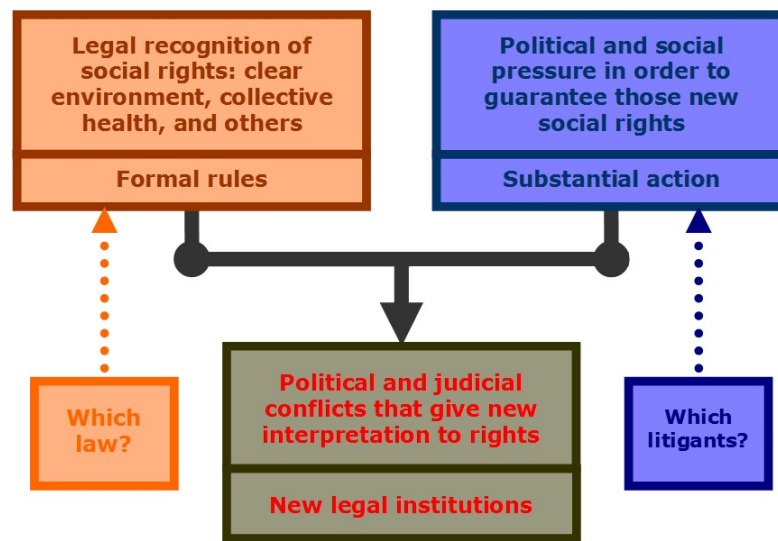 Legal recognition of
social rights: clear
environment, collective
health, and others
Formal rules
Political and social
pressure in order to
guarantee those new
social rights
Substantial action
Which
law?
Political and judicial
conflicts that give new
interpretation to rights
New legal institutions
Which
litigants?